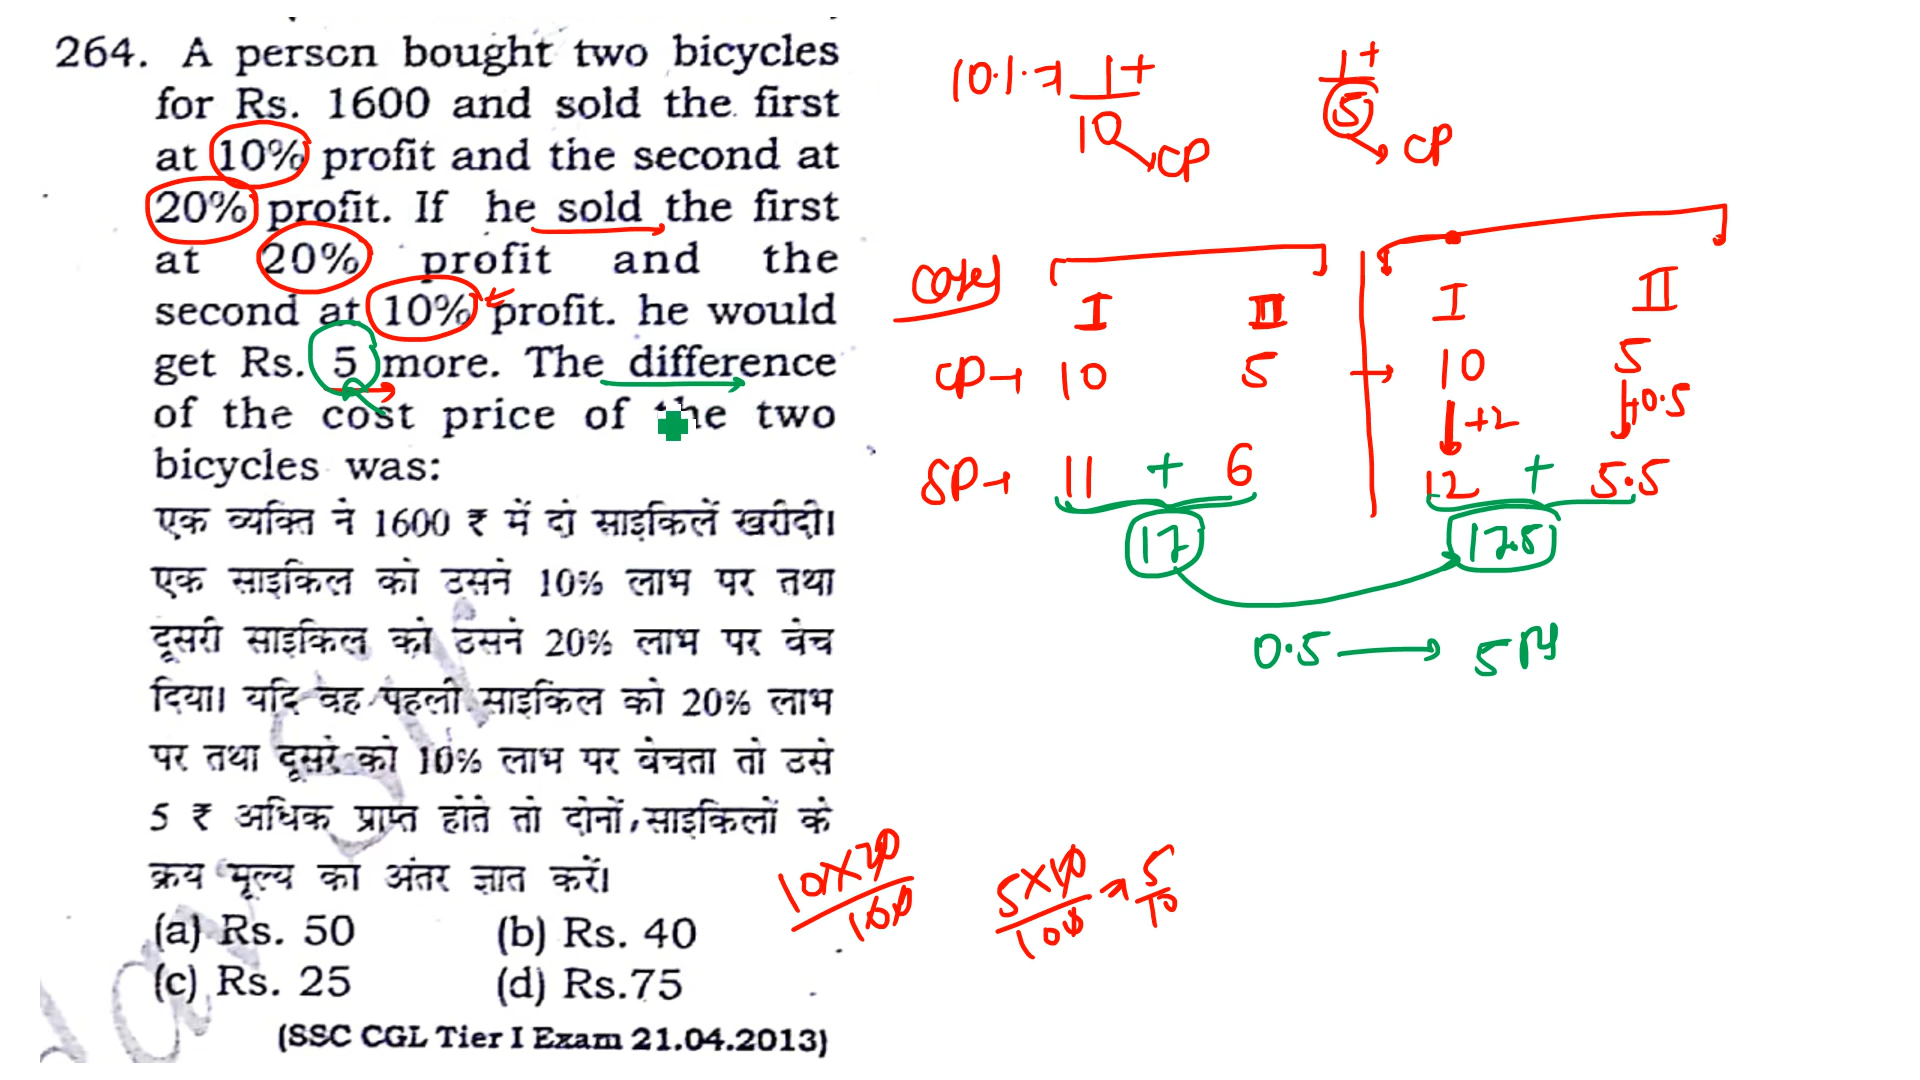 264. A person bought two bicycles
for Rs. 1600 and sold the first
at 10% profit and the second at
20% profit. If he sold the first
at 20% profit and the
second at 10% profit. he would
get Rs. 5 more. The difference
of the cost price of the two
bicycles was:
एक व्यक्ति ने 1600 ₹ में दो साइकिलें खरीदी।
एक साइकिल को उसने 10% लाभ पर तथा
दूसरी साइकिल को उसने 20% लाभ पर बेच
दिया। यदि वह पहली साइकिल को 20% लाभ
पर तथा दूसरे को 10% लाभ पर बेचता तो उसे
5 ₹ अधिक प्राप्त होते तो दोनों साइकिलों के
क्रय मूल्य का अंतर ज्ञात करें।
(a) Rs. 50 (b) Rs. 40
(c) Rs. 25 (d) Rs.75
(SSC CGL Tier I Exam 21.04.2013)
10% → 1+
10
CP
1+
5
CP
I II I II
CP → 10 5 → 10 5
+2 +0.5
SP → 11 + 6 12 + 5.5
17 17.5
0.5 → 5
10×20
100
5×10 → 5
100 10